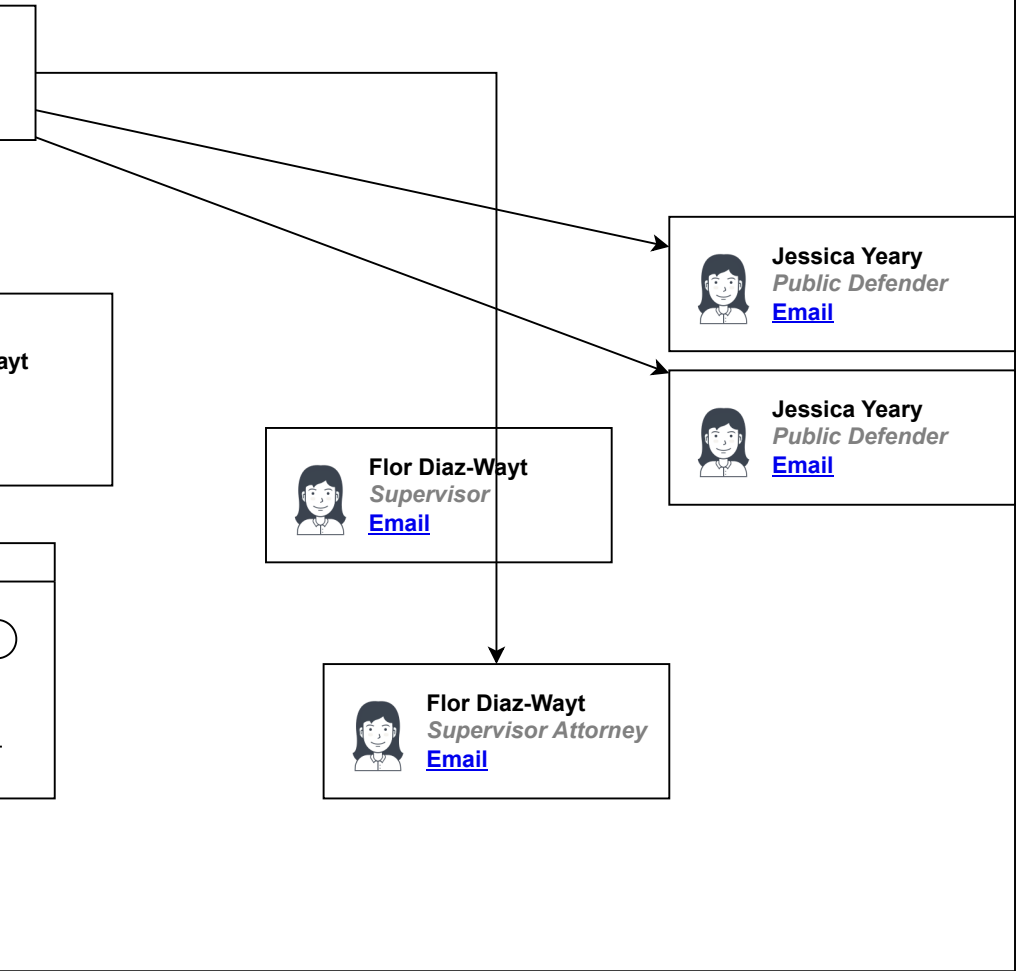 Jessica Yeary
Public Defender
Email
ayt
Jessica Yeary
Public Defender
Email
Flor Diaz-Wayt
Supervisor
Email
Flor Diaz-Wayt
Supervisor Attorney
Email